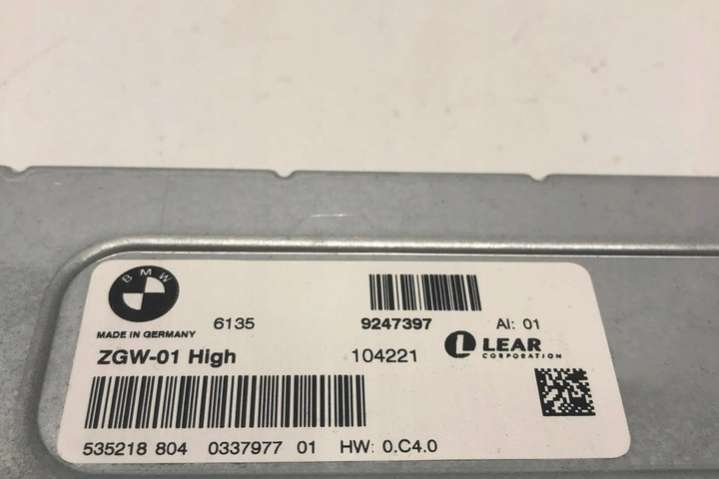 BMW
MADE IN GERMANY
6135
9247397
AI: 01
ZGW-01 High
104221
L LEAR
CORPORATION
535218 804 0337977 01 HW: 0.C4.0